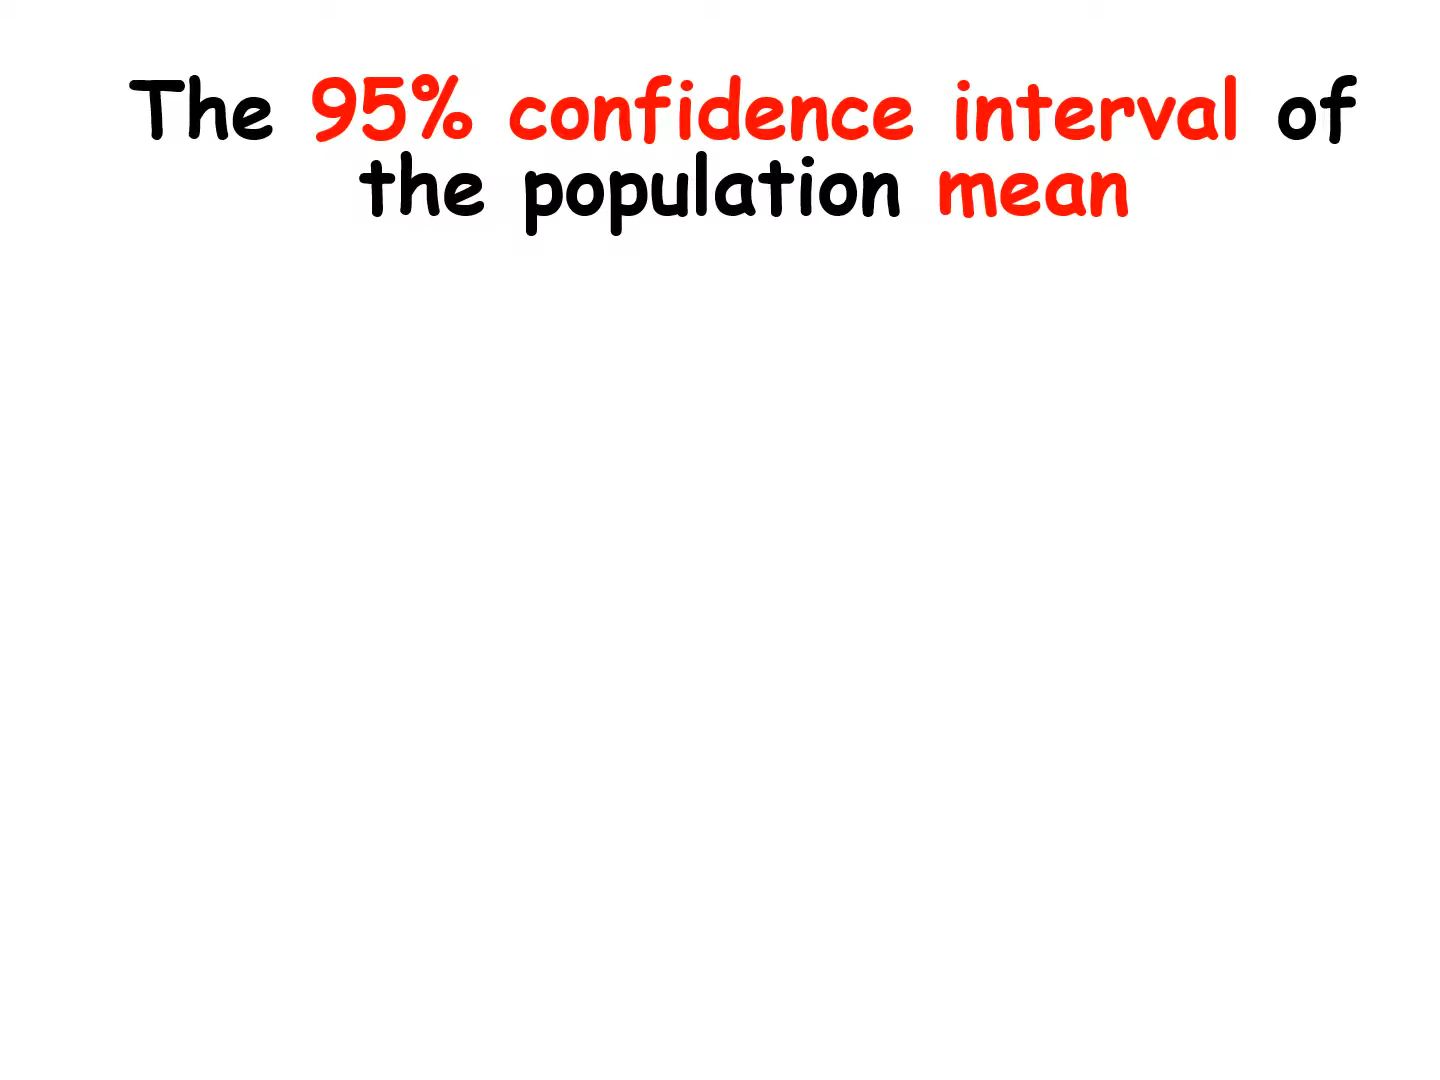 The 95% confidence interval of
the population mean